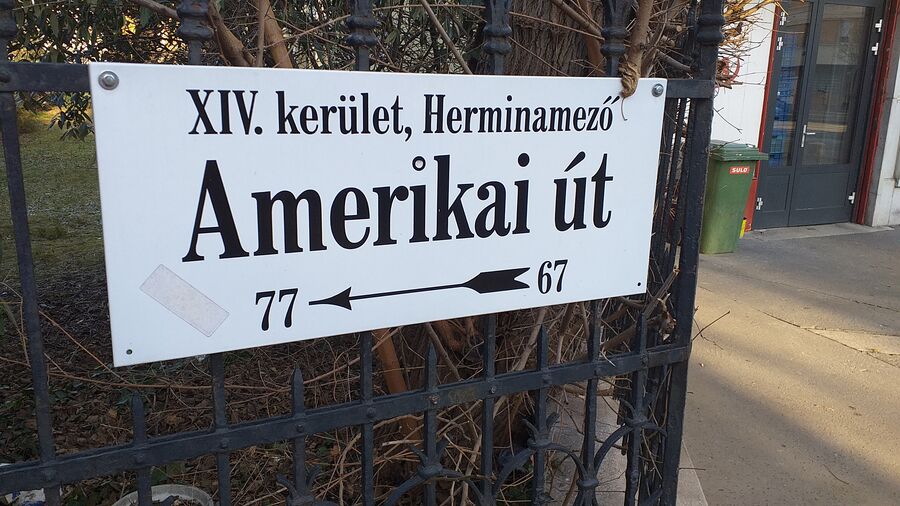 XIV. kerület, Herminamező
Amerikai út
77 67
SULO